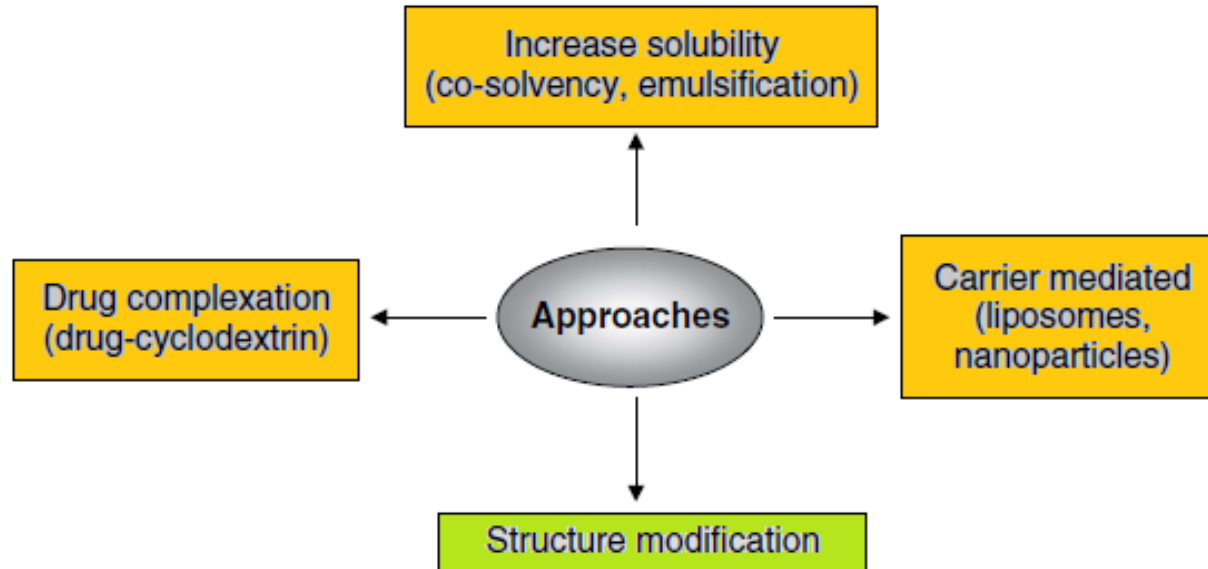 Increase solubility
(co-solvency, emulsification)
Drug complexation
(drug-cyclodextrin)
Approaches
Carrier mediated
(liposomes,
nanoparticles)
Structure modification